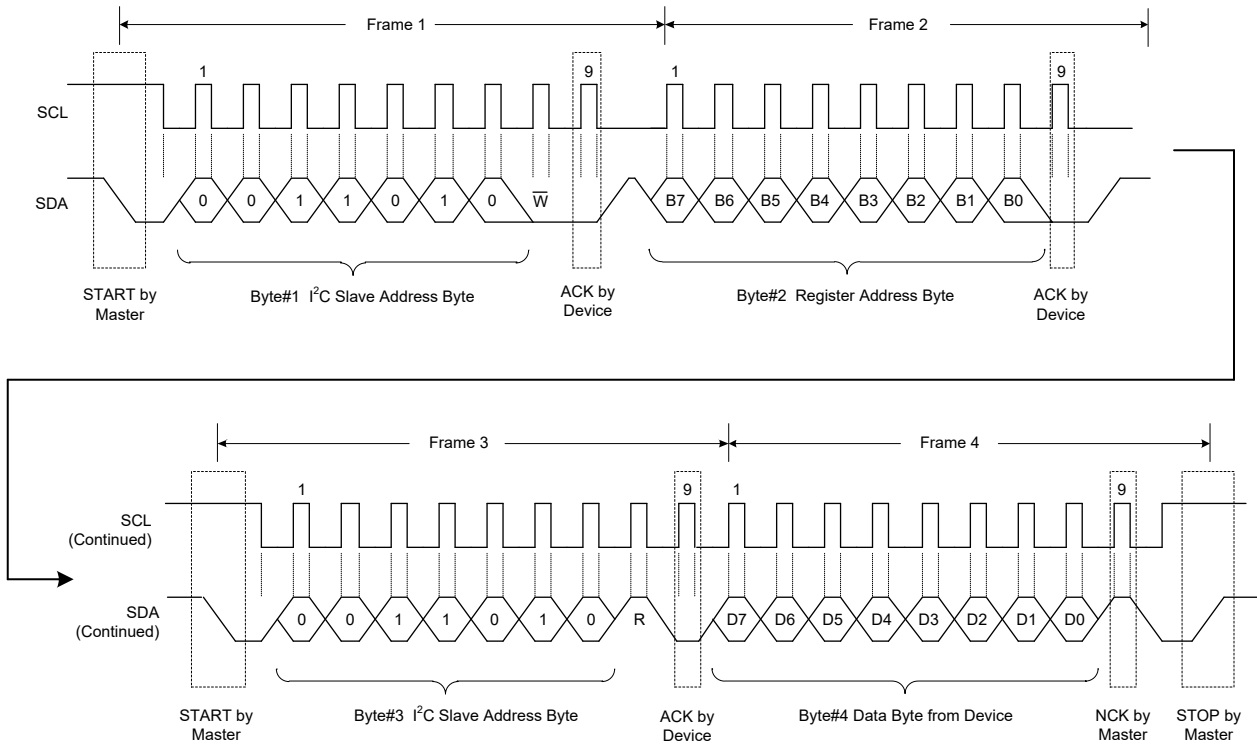 Frame 1
Frame 2
1
9
1
9
SCL
SDA
0 0 1 1 0 1 0 W̅
B7 B6 B5 B4 B3 B2 B1 B0
START by
Master
Byte#1 I²C Slave Address Byte
ACK by
Device
Byte#2 Register Address Byte
ACK by
Device
Frame 3
Frame 4
1
9
1
9
SCL
(Continued)
SDA
(Continued)
0 0 1 1 0 1 0 R
D7 D6 D5 D4 D3 D2 D1 D0
START by
Master
Byte#3 I²C Slave Address Byte
ACK by
Device
Byte#4 Data Byte from Device
NCK by
Master
STOP by
Master